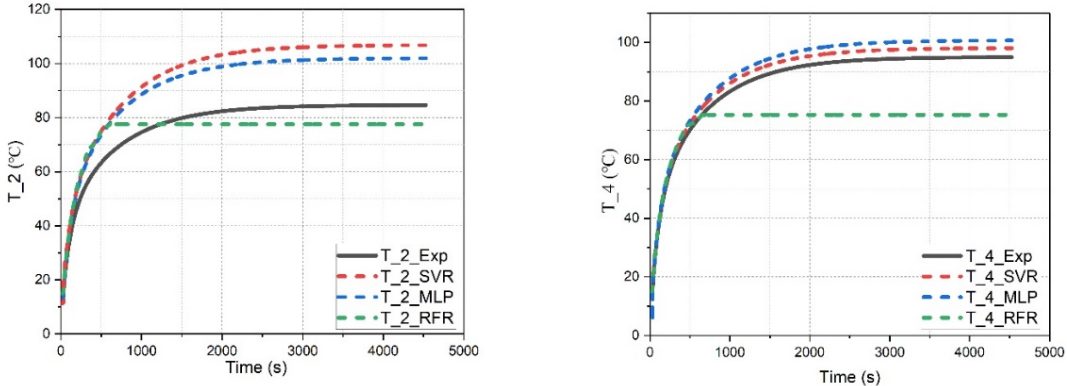 120
100
80
60
40
20
0
T_2 (°C)
T_2_Exp
T_2_SVR
T_2_MLP
T_2_RFR
0 1000 2000 3000 4000 5000
Time (s)
100
80
60
40
20
0
T_4 (°C)
T_4_Exp
T_4_SVR
T_4_MLP
T_4_RFR
0 1000 2000 3000 4000 5000
Time (s)